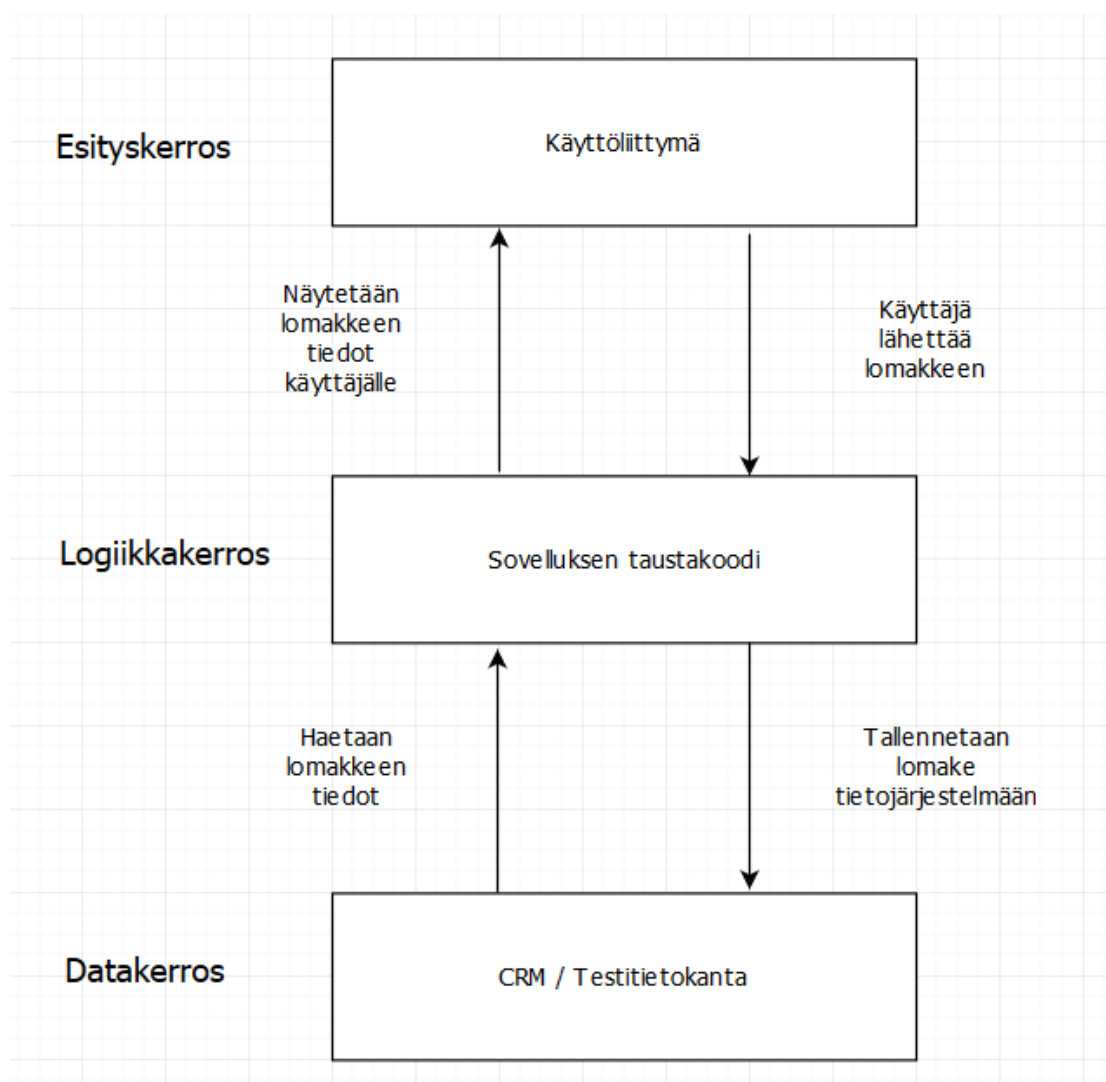 Esityskerros
Käyttöliittymä
Näytetään
lomakkeen
tiedot
käyttäjälle
Käyttäjä
lähettää
lomakkeen
Logiikkakerros
Sovelluksen taustakoodi
Haetaan
lomakkeen
tiedot
Tallennetaan
lomake
tietojärjestelmään
Datakerros
CRM / Testitietokanta